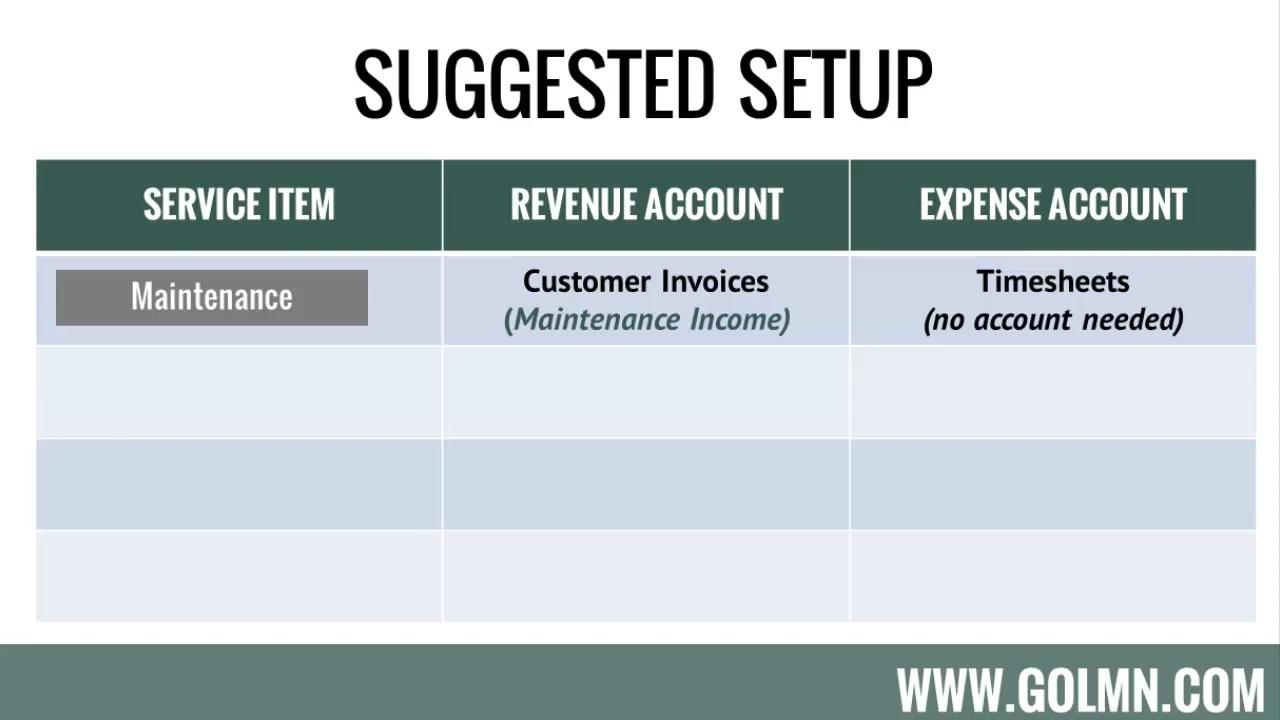 SUGGESTED SETUP
SERVICE ITEM
REVENUE ACCOUNT
EXPENSE ACCOUNT
Maintenance
Customer Invoices
(Maintenance Income)
Timesheets
(no account needed)
WWW.GOLMN.COM